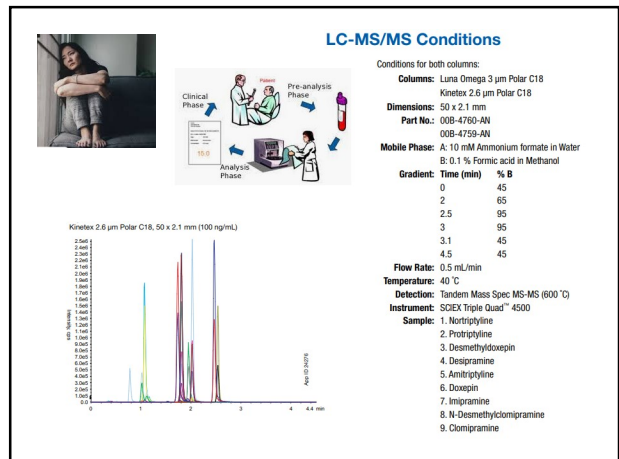 LC-MS/MS Conditions
Conditions for both columns:
Columns: Luna Omega 3 µm Polar C18
Kinetex 2.6 µm Polar C18
Dimensions: 50 x 2.1 mm
Part No.: 00B-4760-AN
00B-4759-AN
Mobile Phase: A: 10 mM Ammonium formate in Water
B: 0.1 % Formic acid in Methanol
Gradient: Time (min) % B
0 45
2 65
2.5 95
3 95
3.1 45
4.5 45
Flow Rate: 0.5 mL/min
Temperature: 40 ˚C
Detection: Tandem Mass Spec MS-MS (600 ˚C)
Instrument: SCIEX Triple Quad™ 4500
Sample: 1. Nortriptyline
2. Protriptyline
3. Desmethyldoxepin
4. Desipramine
5. Amitriptyline
6. Doxepin
7. Imipramine
8. N-Desmethylclomipramine
9. Clomipramine
Patient
Clinical
Phase
Pre-analysis
Phase
10.0
Analysis
Phase
Kinetex 2.6 µm Polar C18, 50 x 2.1 mm (100 ng/mL)
Intensity, cps
2.5e6
2.4e6
2.3e6
2.2e6
2.1e6
1.9e6
1.8e6
1.7e6
1.6e6
1.5e6
1.4e6
1.3e6
1.2e6
1.1e6
1.0e6
9.0e5
8.0e5
7.0e5
6.0e5
5.0e5
4.0e5
3.0e5
2.0e5
1.0e5
0.0
0 1 2 3 4 4.4 min
App ID 24276